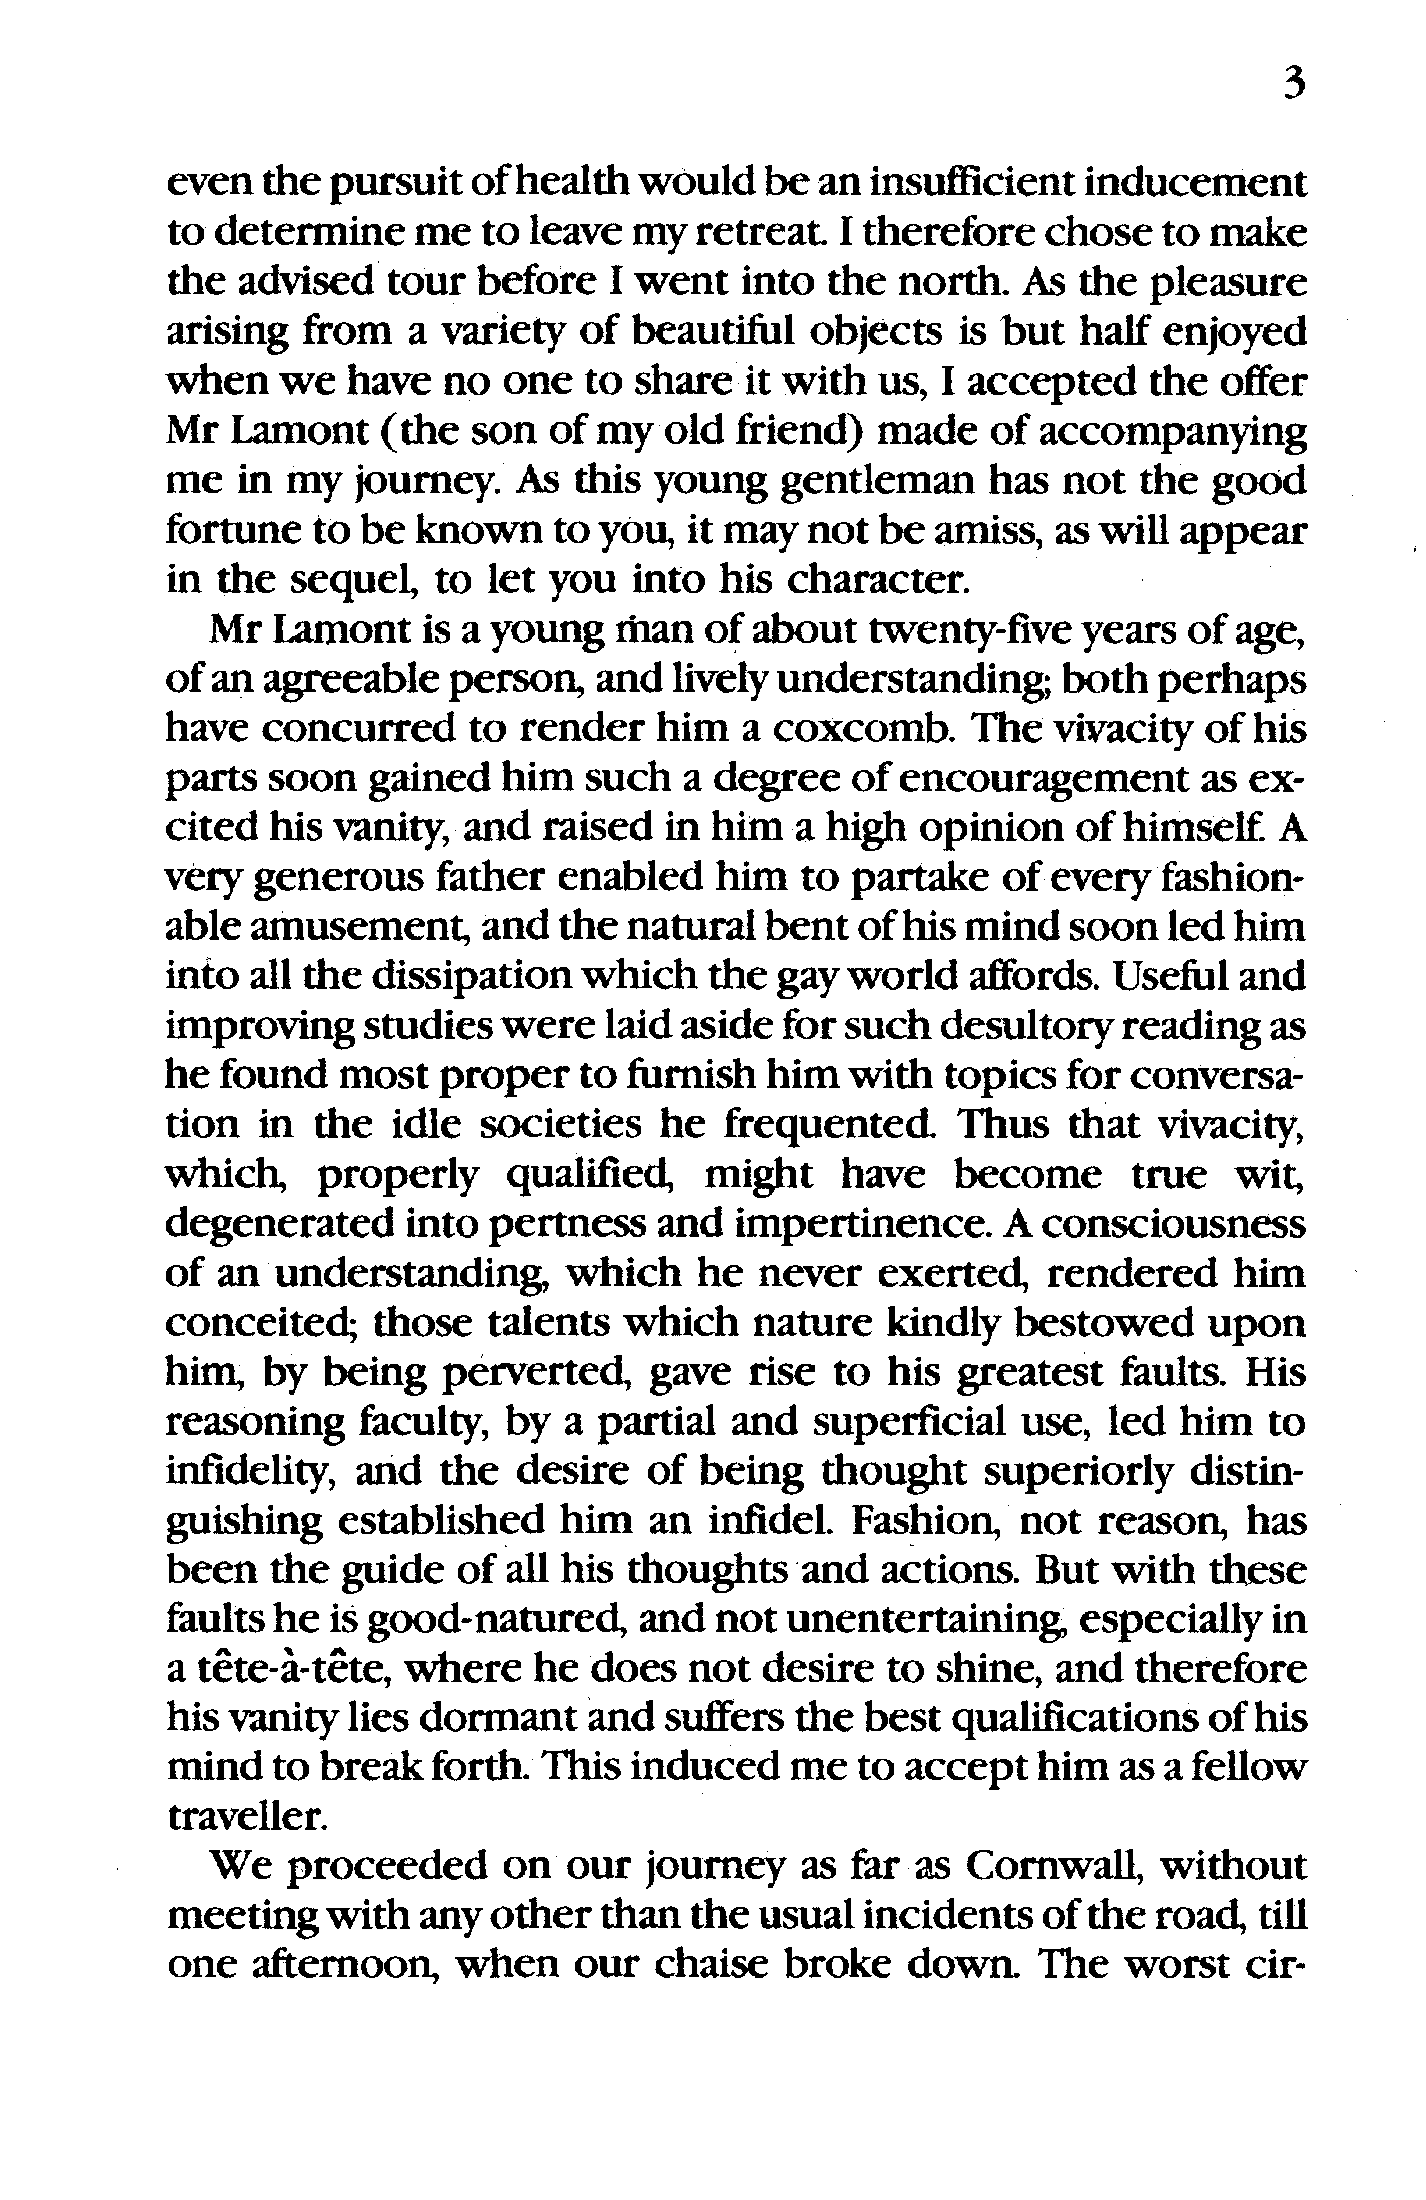 3
even the pursuit of health would be an insufficient inducement
to determine me to leave my retreat. I therefore chose to make
the advised tour before I went into the north. As the pleasure
arising from a variety of beautiful objects is but half enjoyed
when we have no one to share it with us, I accepted the offer
Mr Lamont (the son of my old friend) made of accompanying
me in my journey. As this young gentleman has not the good
fortune to be known to you, it may not be amiss, as will appear
in the sequel, to let you into his character.
Mr Lamont is a young man of about twenty-five years of age,
of an agreeable person, and lively understanding; both perhaps
have concurred to render him a coxcomb. The vivacity of his
parts soon gained him such a degree of encouragement as ex-
cited his vanity, and raised in him a high opinion of himself. A
very generous father enabled him to partake of every fashion-
able amusement, and the natural bent of his mind soon led him
into all the dissipation which the gay world affords. Useful and
improving studies were laid aside for such desultory reading as
he found most proper to furnish him with topics for conversa-
tion in the idle societies he frequented. Thus that vivacity,
which, properly qualified, might have become true wit,
degenerated into pertness and impertinence. A consciousness
of an understanding, which he never exerted, rendered him
conceited; those talents which nature kindly bestowed upon
him, by being perverted, gave rise to his greatest faults. His
reasoning faculty, by a partial and superficial use, led him to
infidelity, and the desire of being thought superiorly distin-
guishing established him an infidel. Fashion, not reason, has
been the guide of all his thoughts and actions. But with these
faults he is good-natured, and not unentertaining, especially in
a tête-à-tête, where he does not desire to shine, and therefore
his vanity lies dormant and suffers the best qualifications of his
mind to break forth. This induced me to accept him as a fellow
traveller.
We proceeded on our journey as far as Cornwall, without
meeting with any other than the usual incidents of the road, till
one afternoon, when our chaise broke down. The worst cir-